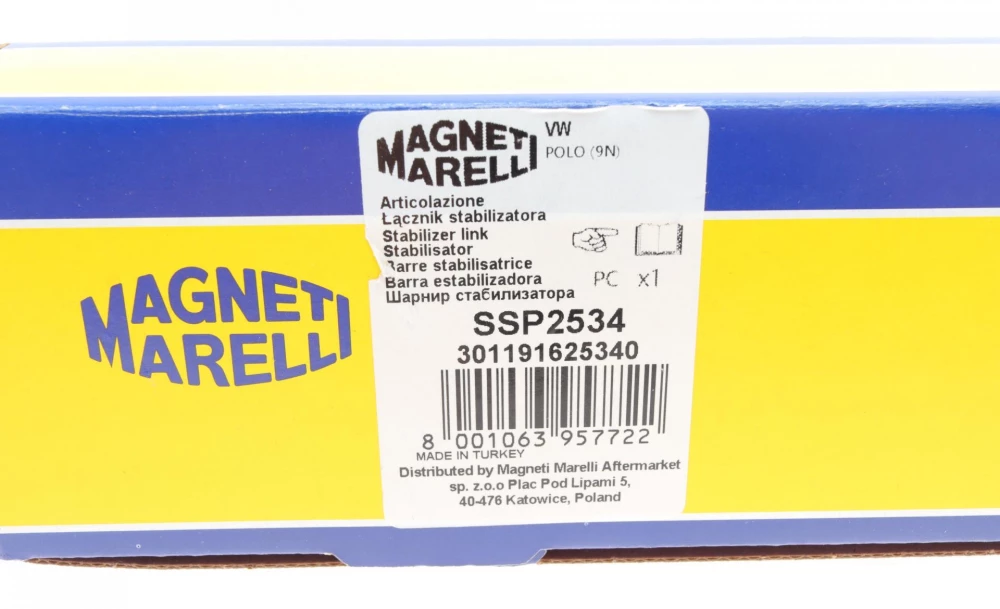 MAGNETI
MARELLI
MAGNETI
MARELLI
VW
POLO (9N)
Articolazione
Łącznik stabilizatora
Stabilizer link
Stabilisator
Barre stabilisatrice
Barra estabilizadora
Шарнир стабилизатора
PC x1
SSP2534
301191625340
8 001063 957722
MADE IN TURKEY
Distributed by Magneti Marelli Aftermarket
sp. z.o.o Plac Pod Lipami 5,
40-476 Katowice, Poland